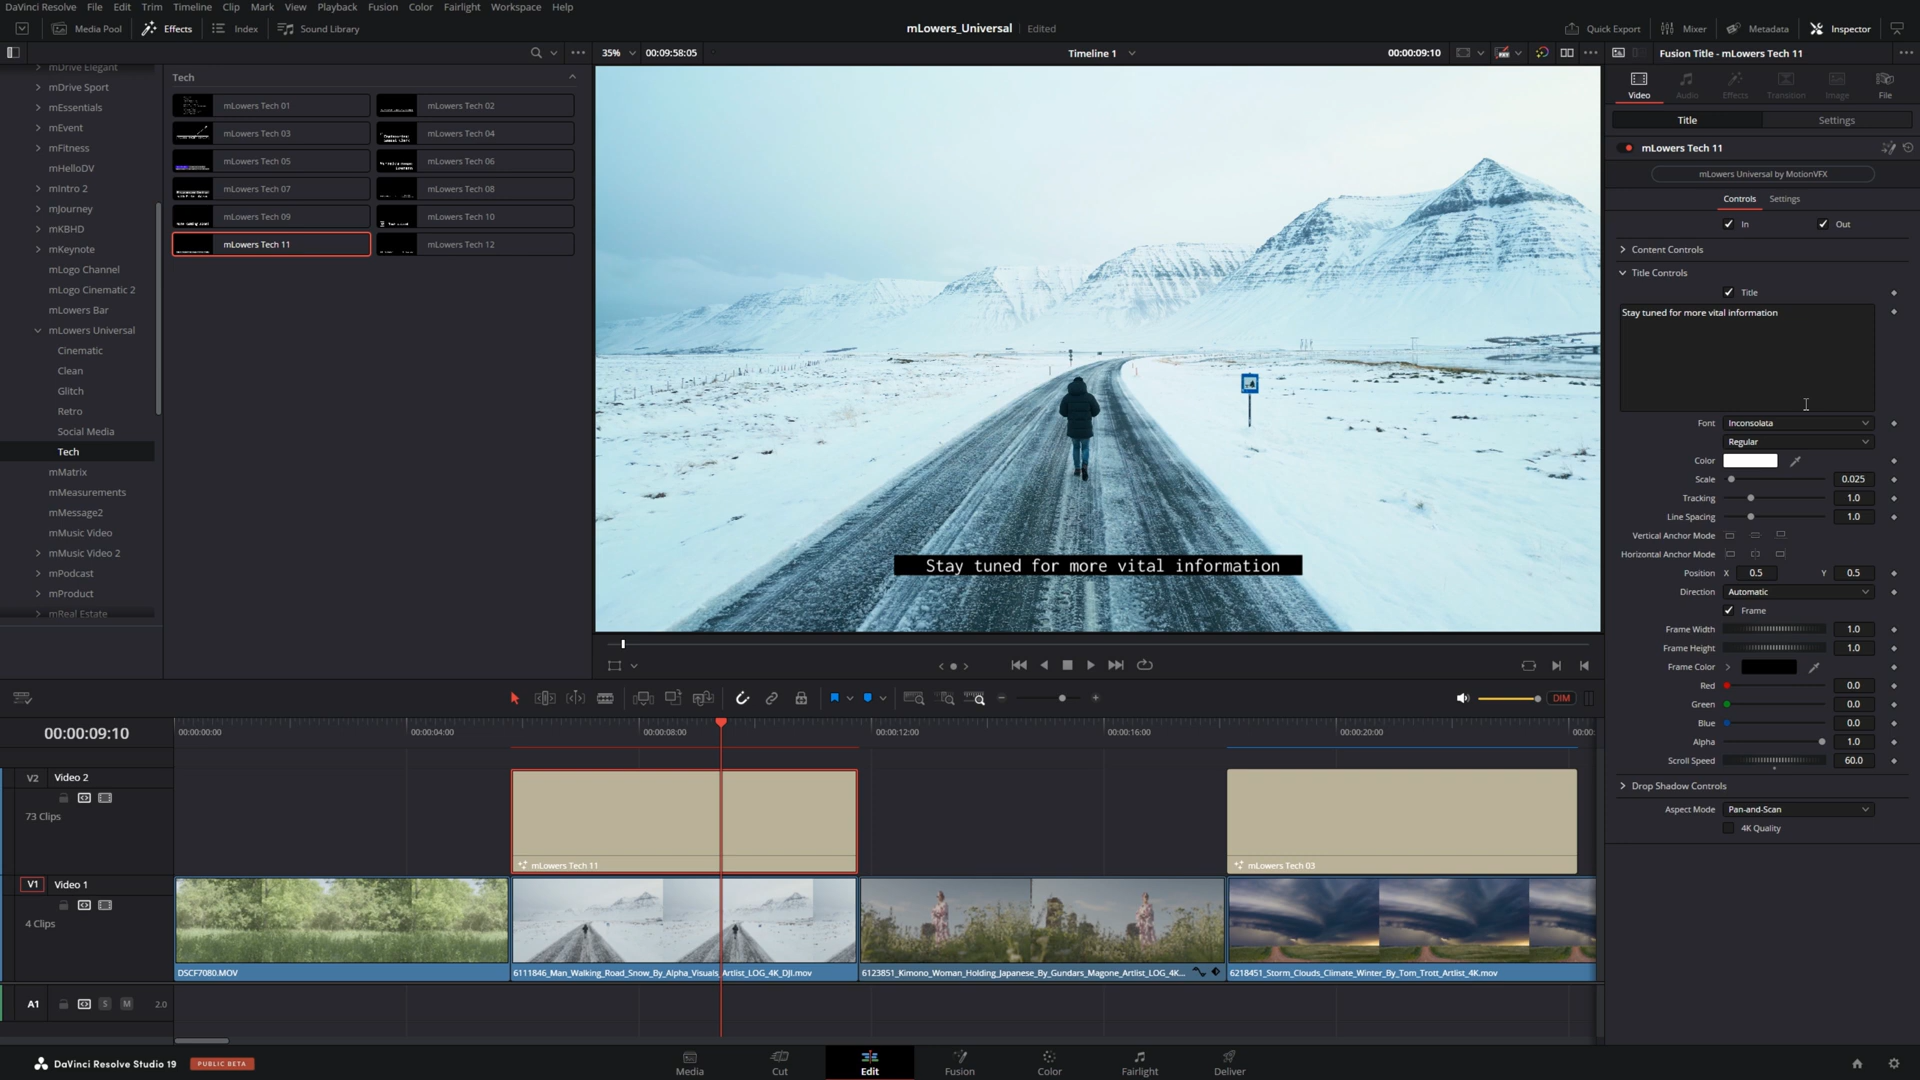 DaVinci Resolve File Edit Trim Timeline Clip Mark View Playback Fusion Color Fairlight Workspace Help
Media Pool Effects Index Sound Library
mLowers_Universal Edited
Quick Export Mixer Metadata Inspector
35% 00:09:58:05 Timeline 1 00:00:09:10
Fusion Title - mLowers Tech 11
mDrive Elegant
mDrive Sport
mEssentials
mEvent
mFitness
mHelloDV
mIntro 2
mJourney
mKBHD
mKeynote
mLogo Channel
mLogo Cinematic 2
mLowers Bar
mLowers Universal
Cinematic
Clean
Glitch
Retro
Social Media
Tech
mMatrix
mMeasurements
mMessage2
mMusic Video
mMusic Video 2
mPodcast
mProduct
mReal Estate
Tech
mLowers Tech 01 mLowers Tech 02
mLowers Tech 03 mLowers Tech 04
mLowers Tech 05 mLowers Tech 06
mLowers Tech 07 mLowers Tech 08
mLowers Tech 09 mLowers Tech 10
mLowers Tech 11 mLowers Tech 12
Stay tuned for more vital information
Video Audio Effects Transition Image File
Title Settings
mLowers Tech 11
mLowers Universal by MotionVFX
Controls Settings
In Out
Content Controls
Title Controls
Title
Stay tuned for more vital information
Font Inconsolata
Regular
Color
Scale 0.025
Tracking 1.0
Line Spacing 1.0
Vertical Anchor Mode
Horizontal Anchor Mode
Position X 0.5 Y 0.5
Direction Automatic
Frame
Frame Width 1.0
Frame Height 1.0
Frame Color
Red 0.0
Green 0.0
Blue 0.0
Alpha 1.0
Scroll Speed 60.0
Drop Shadow Controls
Aspect Mode Pan-and-Scan
4K Quality
DIM
00:00:09:10
00:00:00:00 00:00:04:00 00:00:08:00 00:00:12:00 00:00:16:00 00:00:20:00 00:00:
V2 Video 2
73 Clips
mLowers Tech 11 mLowers Tech 03
V1 Video 1
4 Clips
DSCF7080.MOV 6111846_Man_Walking_Road_Snow_By_Alpha_Visuals_Artlist_LOG_4K_DJI.mov 6123851_Kimono_Woman_Holding_Japanese_By_Gundars_Magone_Artlist_LOG_4K... 6218451_Storm_Clouds_Climate_Winter_By_Tom_Trott_Artlist_4K.mov
A1 S M 2.0
DaVinci Resolve Studio 19 PUBLIC BETA
Media Cut Edit Fusion Color Fairlight Deliver